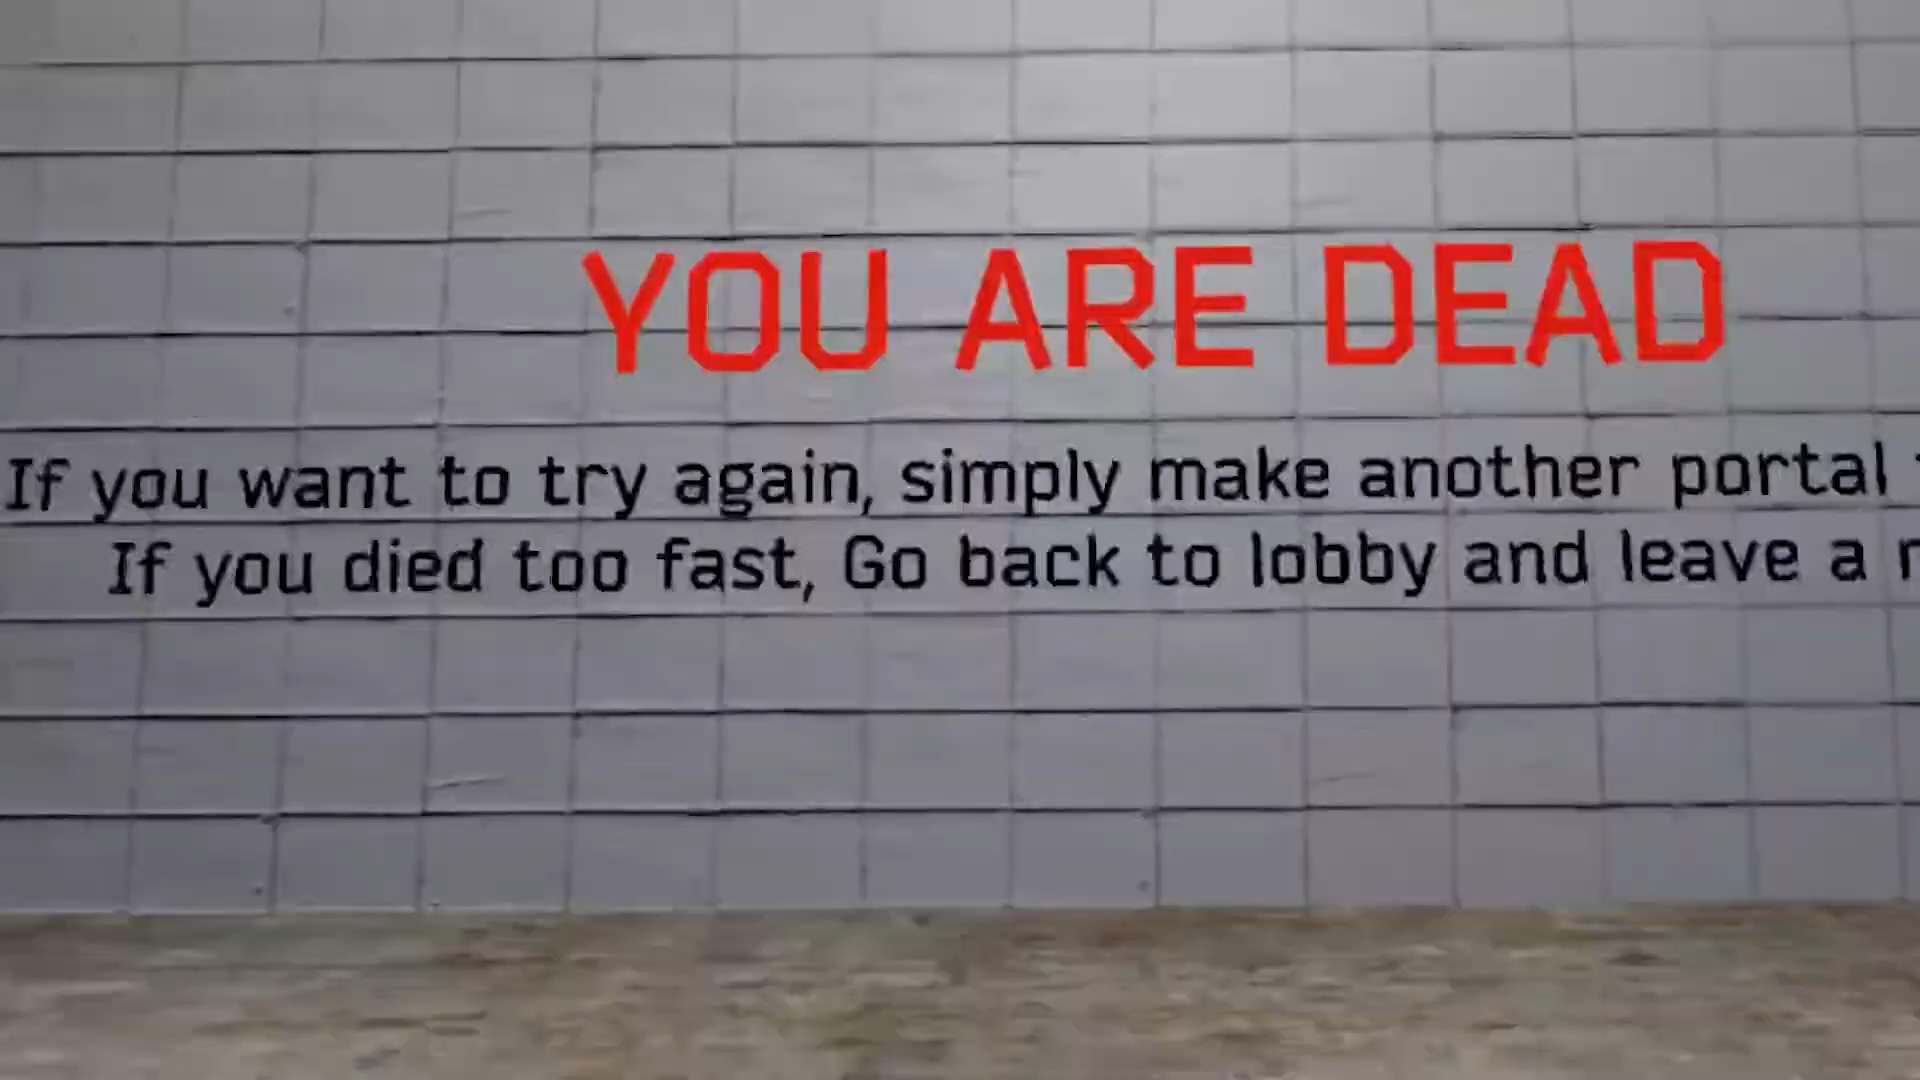 YOU ARE DEAD
If you want to try again, simply make another portal
If you died too fast, Go back to lobby and leave a